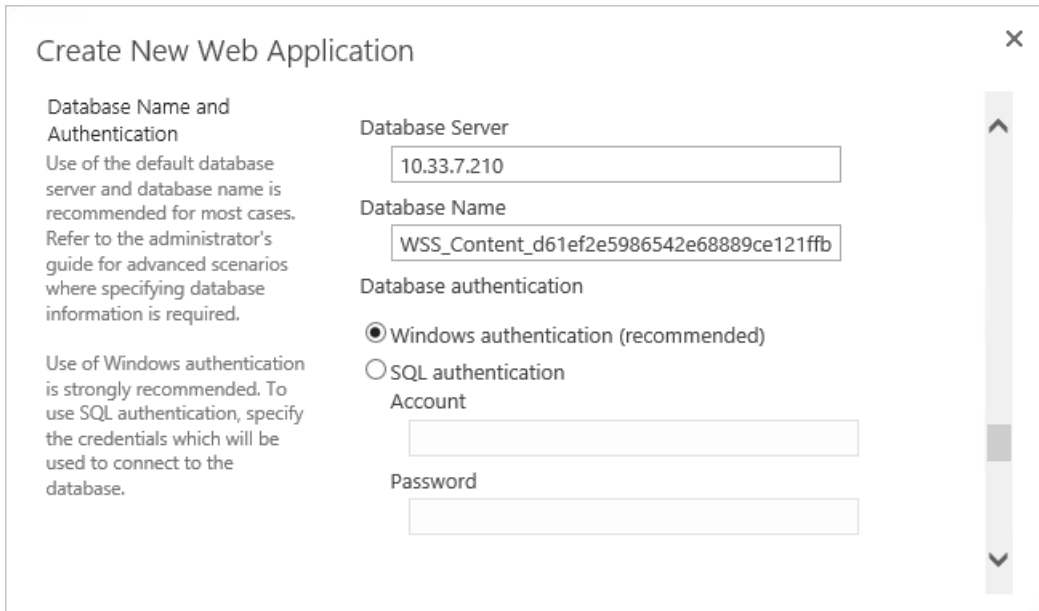 Create New Web Application
Database Name and
Authentication
Use of the default database
server and database name is
recommended for most cases.
Refer to the administrator's
guide for advanced scenarios
where specifying database
information is required.
Use of Windows authentication
is strongly recommended. To
use SQL authentication, specify
the credentials which will be
used to connect to the
database.
Database Server
10.33.7.210
Database Name
WSS_Content_d61ef2e5986542e68889ce121ffb
Database authentication
Windows authentication (recommended)
SQL authentication
Account
Password